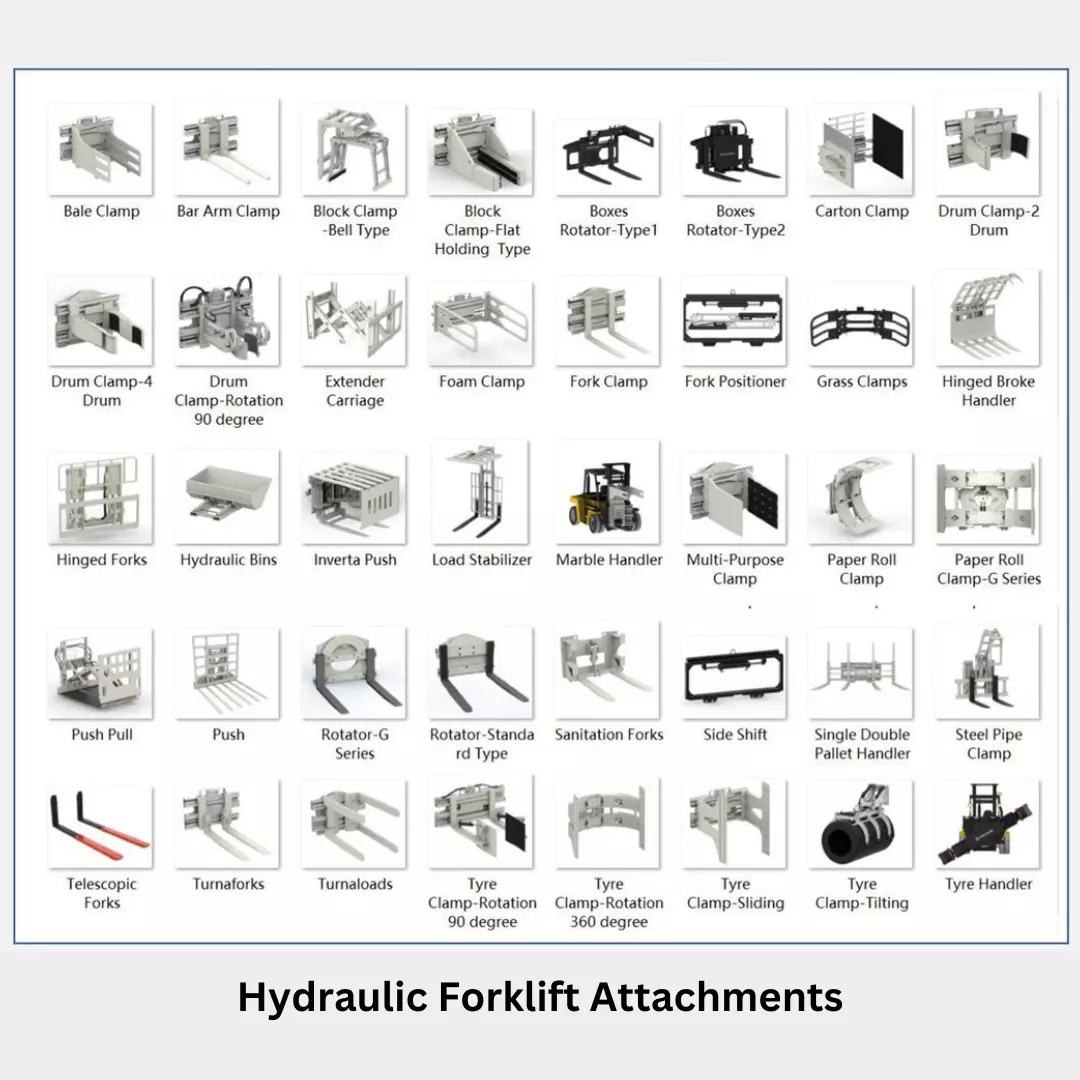 Bale Clamp
Bar Arm Clamp
Block Clamp
-Bell Type
Block
Clamp-Flat
Holding Type
Boxes
Rotator-Type1
Boxes
Rotator-Type2
Carton Clamp
Drum Clamp-2
Drum
Drum Clamp-4
Drum
Drum
Clamp-Rotation
90 degree
Extender
Carriage
Foam Clamp
Fork Clamp
Fork Positioner
Grass Clamps
Hinged Broke
Handler
Hinged Forks
Hydraulic Bins
Inverta Push
Load Stabilizer
Marble Handler
Multi-Purpose
Clamp
Paper Roll
Clamp
Paper Roll
Clamp-G Series
Push Pull
Push
Rotator-G
Series
Rotator-Standa
rd Type
Sanitation Forks
Side Shift
Single Double
Pallet Handler
Steel Pipe
Clamp
Telescopic
Forks
Turnaforks
Turnaloads
Tyre
Clamp-Rotation
90 degree
Tyre
Clamp-Rotation
360 degree
Tyre
Clamp-Sliding
Tyre
Clamp-Tilting
Tyre Handler
Hydraulic Forklift Attachments